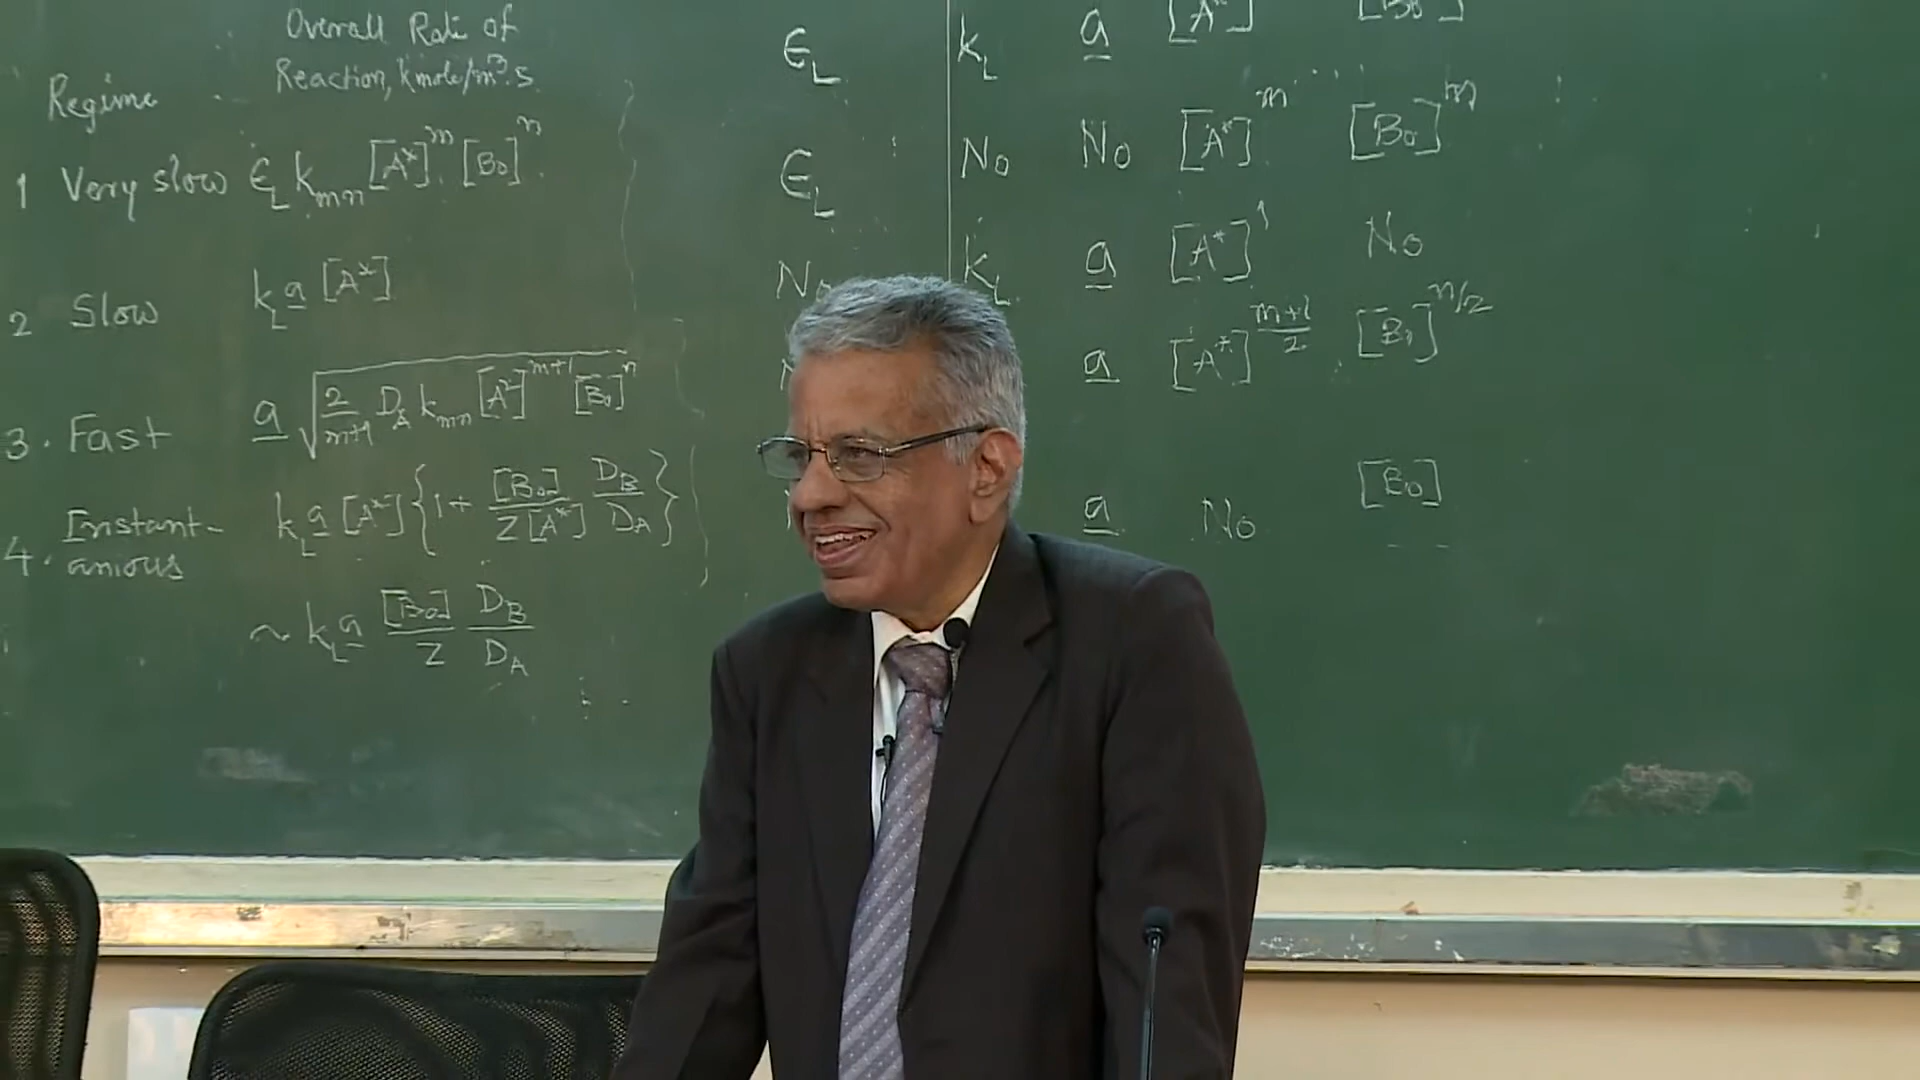 Overall Rate of
Reaction, kmole/m³.s.
Regime
1 Very slow ϵ_L k_mn [A*]^m [B₀]^n
2 Slow k_L a [A*]
3. Fast a √(2/(m+1) D_A k_mn [A*]^(m+1) [B₀]^n)
4. Instant-
anious k_L a [A*] {1+ [B₀]/(Z[A*]) D_B/D_A}
~ k_L a [B₀]/Z D_B/D_A
ϵ_L k_L a [A*] [B₀]
ϵ_L No No [A*]^m [B₀]^n
No k_L a [A*]^1 No
a [A*]^((m+1)/2) [B₀]^(n/2)
a No [B₀]